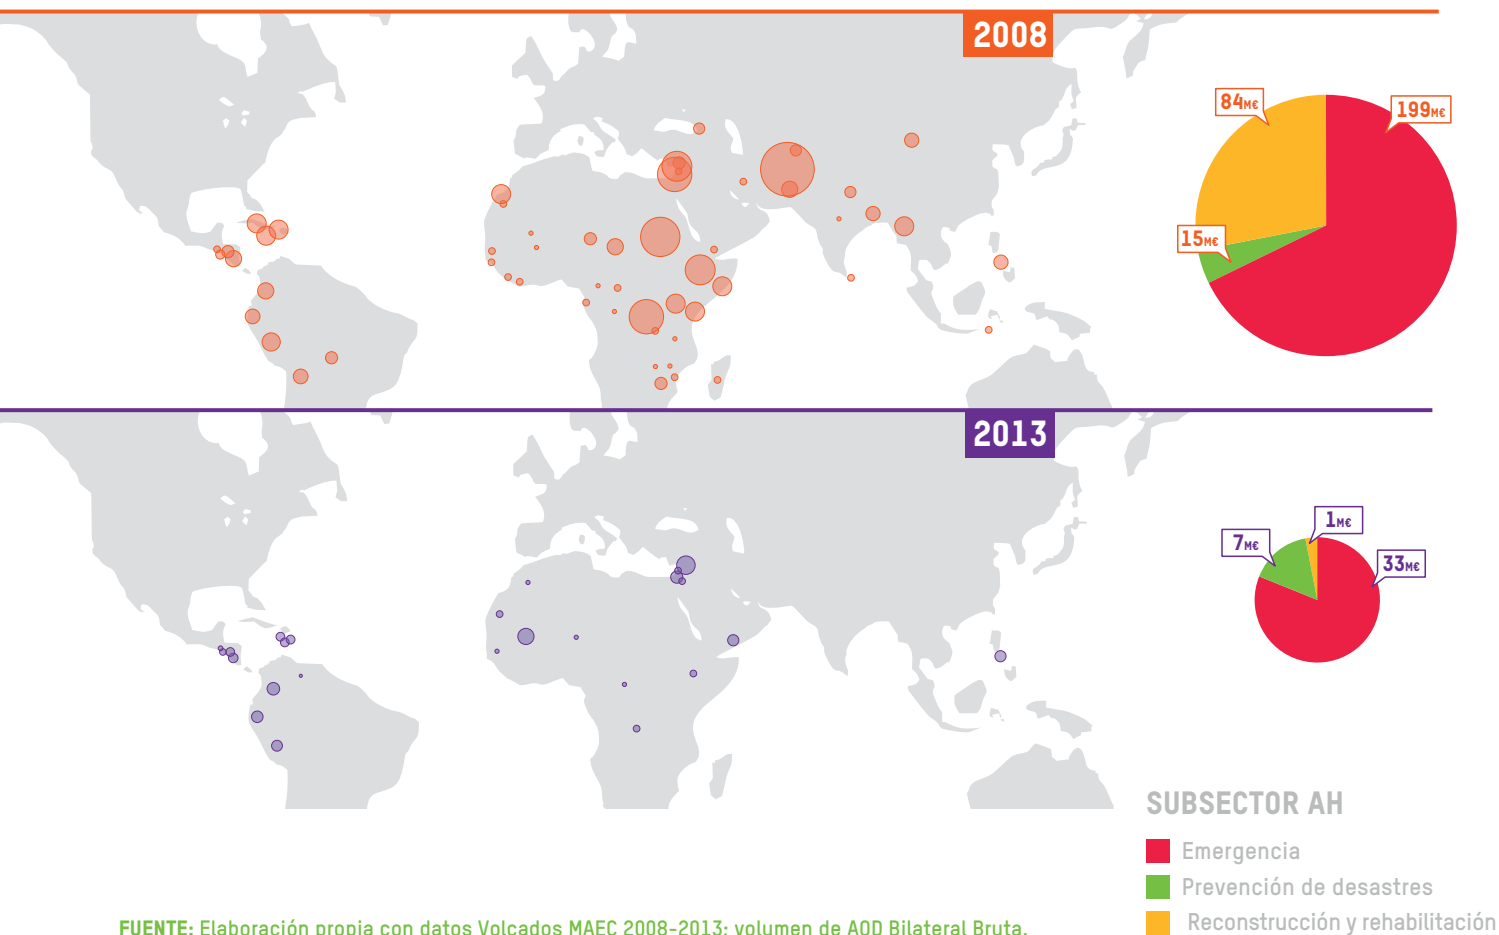 2008
84M€
199M€
15M€
2013
1M€
7M€
33M€
SUBSECTOR AH
Emergencia
Prevención de desastres
Reconstrucción y rehabilitación
FUENTE: Elaboración propia con datos Volcados MAEC 2008-2013: volumen de AOD Bilateral Bruta.